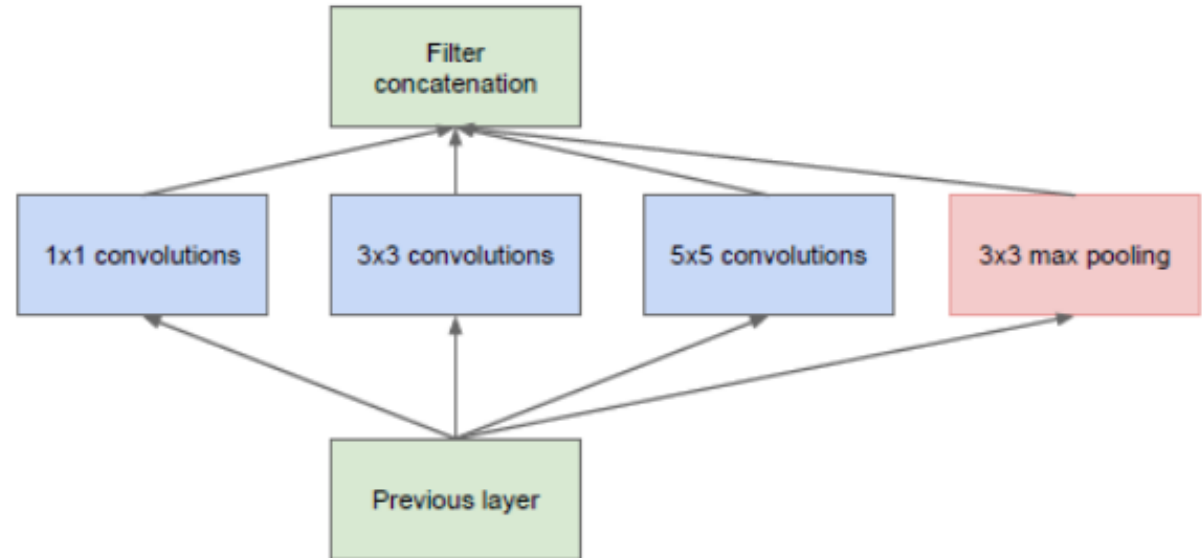 Filter
concatenation
1x1 convolutions
3x3 convolutions
5x5 convolutions
3x3 max pooling
Previous layer